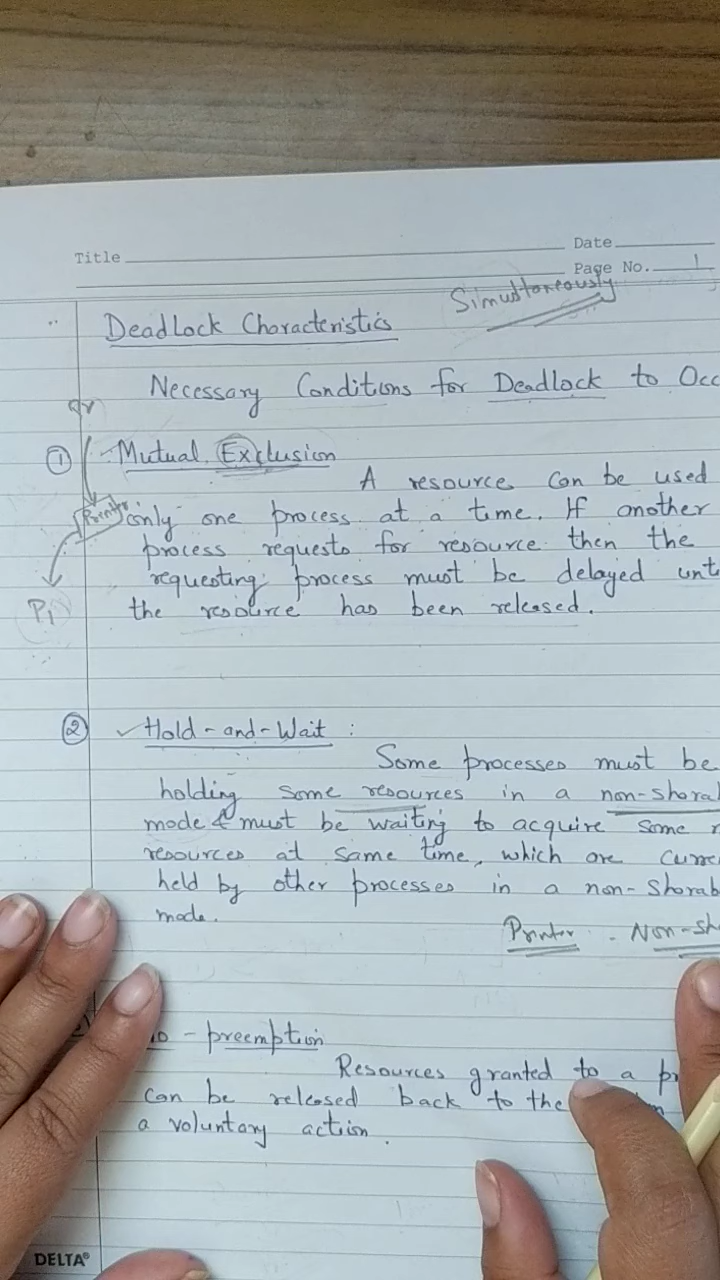 Title
Date
Page No. 1
Simultaneously
Deadlock Characteristics
Necessary Conditions for Deadlock to Occ
① Mutual Exclusion
A resource can be used
only one process at a time. If another
process requests for resource then the
requesting process must be delayed unt
the resource has been released.
P1
② Hold-and-Wait :
Some processes must be
holding some resources in a non-sharab
mode & must be waiting to acquire some
resources at same time, which are curre
held by other processes in a non-sharab
mode.
Printer - Non-sh
- preemption
Resources granted to a pr
can be released back to the
a voluntary action.
DELTA®